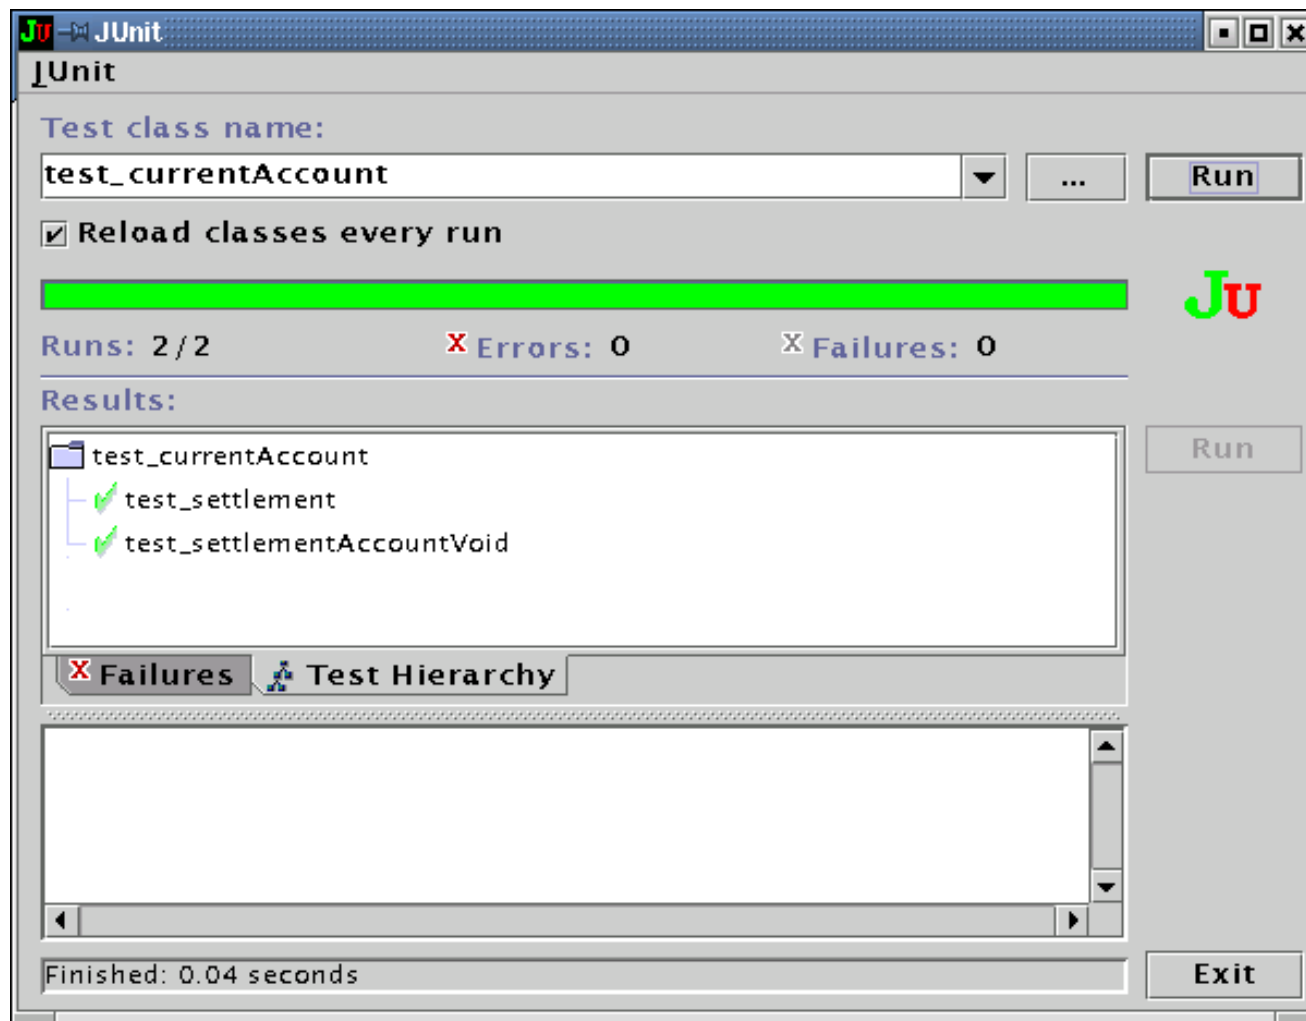 JU JUnit
JUnit
Test class name:
test_currentAccount
... Run
Reload classes every run
JU
Runs: 2/2 X Errors: 0 X Failures: 0
Results:
test_currentAccount
Run
test_settlement
test_settlementAccountVoid
X Failures Test Hierarchy
Finished: 0.04 seconds
Exit